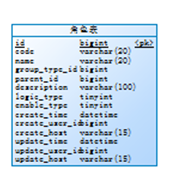 角色表
id bigint <pk>
code varchar(20)
name varchar(20)
group_type_id bigint
parent_id bigint
description varchar(100)
logic_type tinyint
enable_type tinyint
create_time datetime
create_user_id bigint
create_host varchar(15)
update_time datetime
update_user_id bigint
update_host varchar(15)